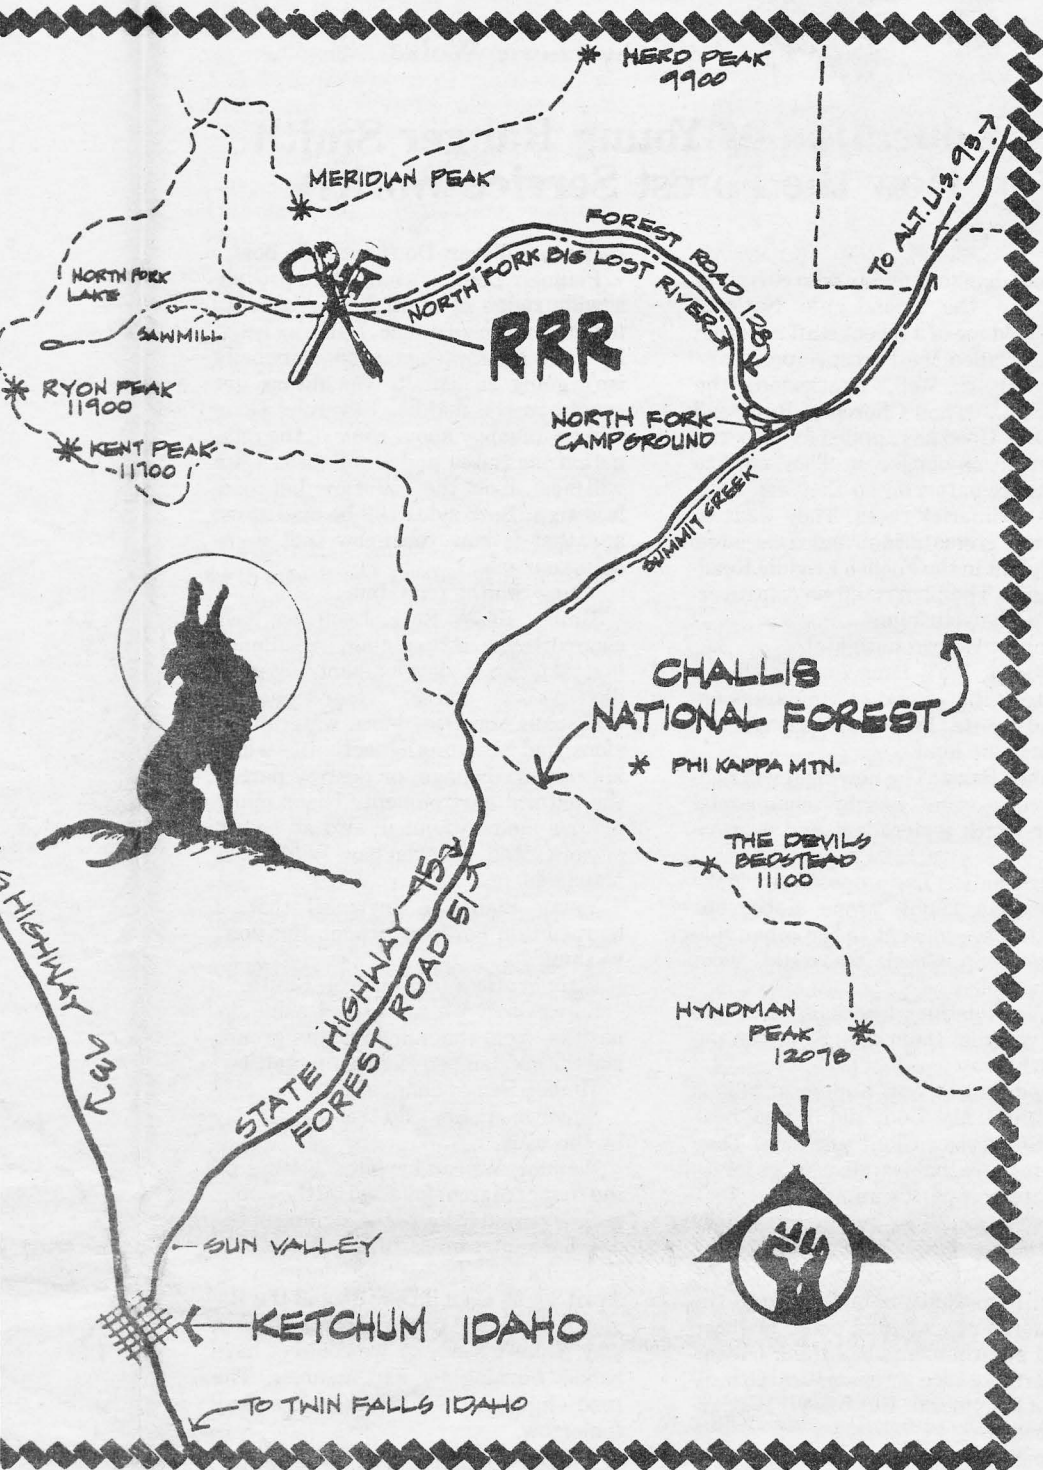 HERD PEAK
9900
MERIDIAN PEAK
TO ALT. U.S. 93
FOREST ROAD 128
NORTH FORK BIG LOST RIVER
NORTH FORK
LAKE
SAWMILL
RRR
RYON PEAK
11900
KENT PEAK
11700
NORTH FORK
CAMPGROUND
SUMMIT CREEK
CHALLIS
NATIONAL FOREST
PHI KAPPA MTN.
THE DEVILS
BEDSTEAD
11100
STATE HIGHWAY 75
FOREST ROAD 513
HIGHWAY
HYNDMAN
PEAK
12078
N
SUN VALLEY
KETCHUM IDAHO
TO TWIN FALLS IDAHO